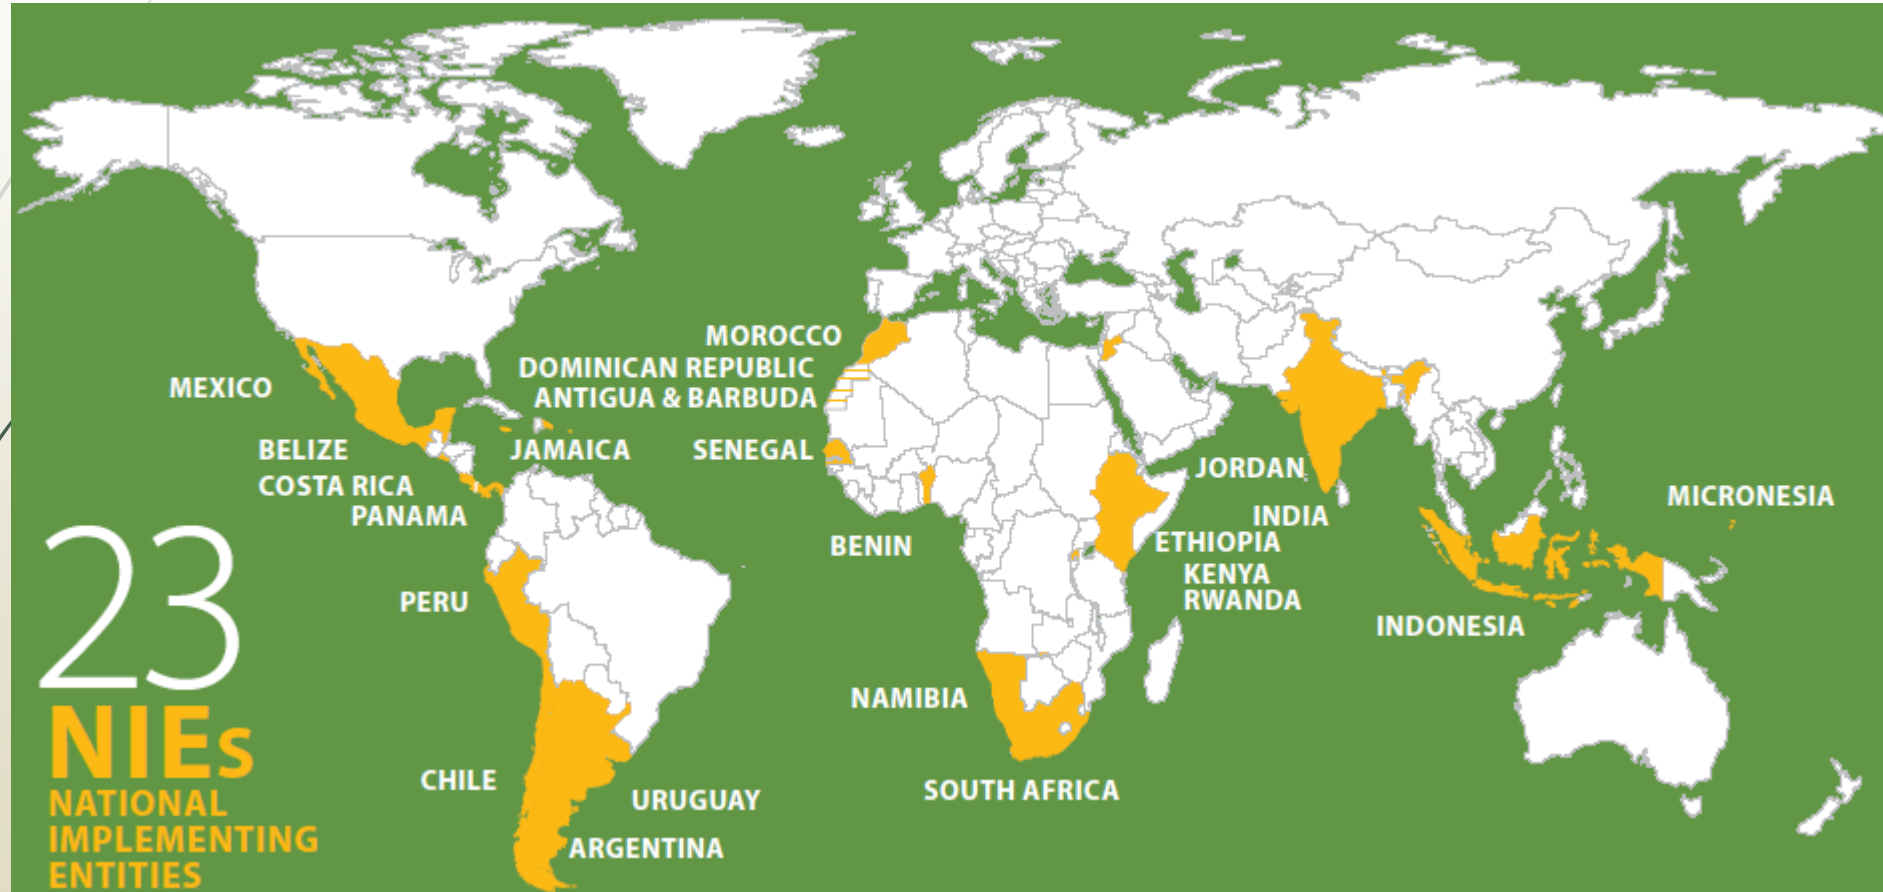 MOROCCO
DOMINICAN REPUBLIC
ANTIGUA & BARBUDA
MEXICO
BELIZE
JAMAICA
SENEGAL
COSTA RICA
PANAMA
JORDAN
INDIA
MICRONESIA
BENIN
ETHIOPIA
KENYA
RWANDA
PERU
INDONESIA
NAMIBIA
CHILE
URUGUAY
SOUTH AFRICA
ARGENTINA
23
NIEs
NATIONAL
IMPLEMENTING
ENTITIES